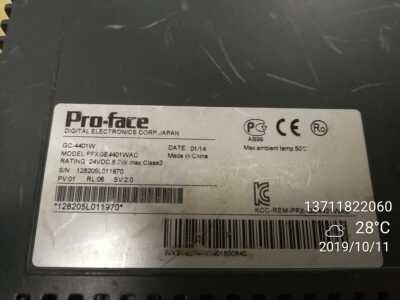 Pro-face
DIGITAL ELECTRONICS CORP.JAPAN
GC-4401W DATE: 01/14
MODEL:PFXGE4401WAD Made in China
RATING 24VDC,6.7W max Class2
S/N 128205L011970
PV:01 RL:06 SV:2.0
AB99
Max ambient temp.50°C
*128205L011970*
13711822060
28°C
2019/10/11